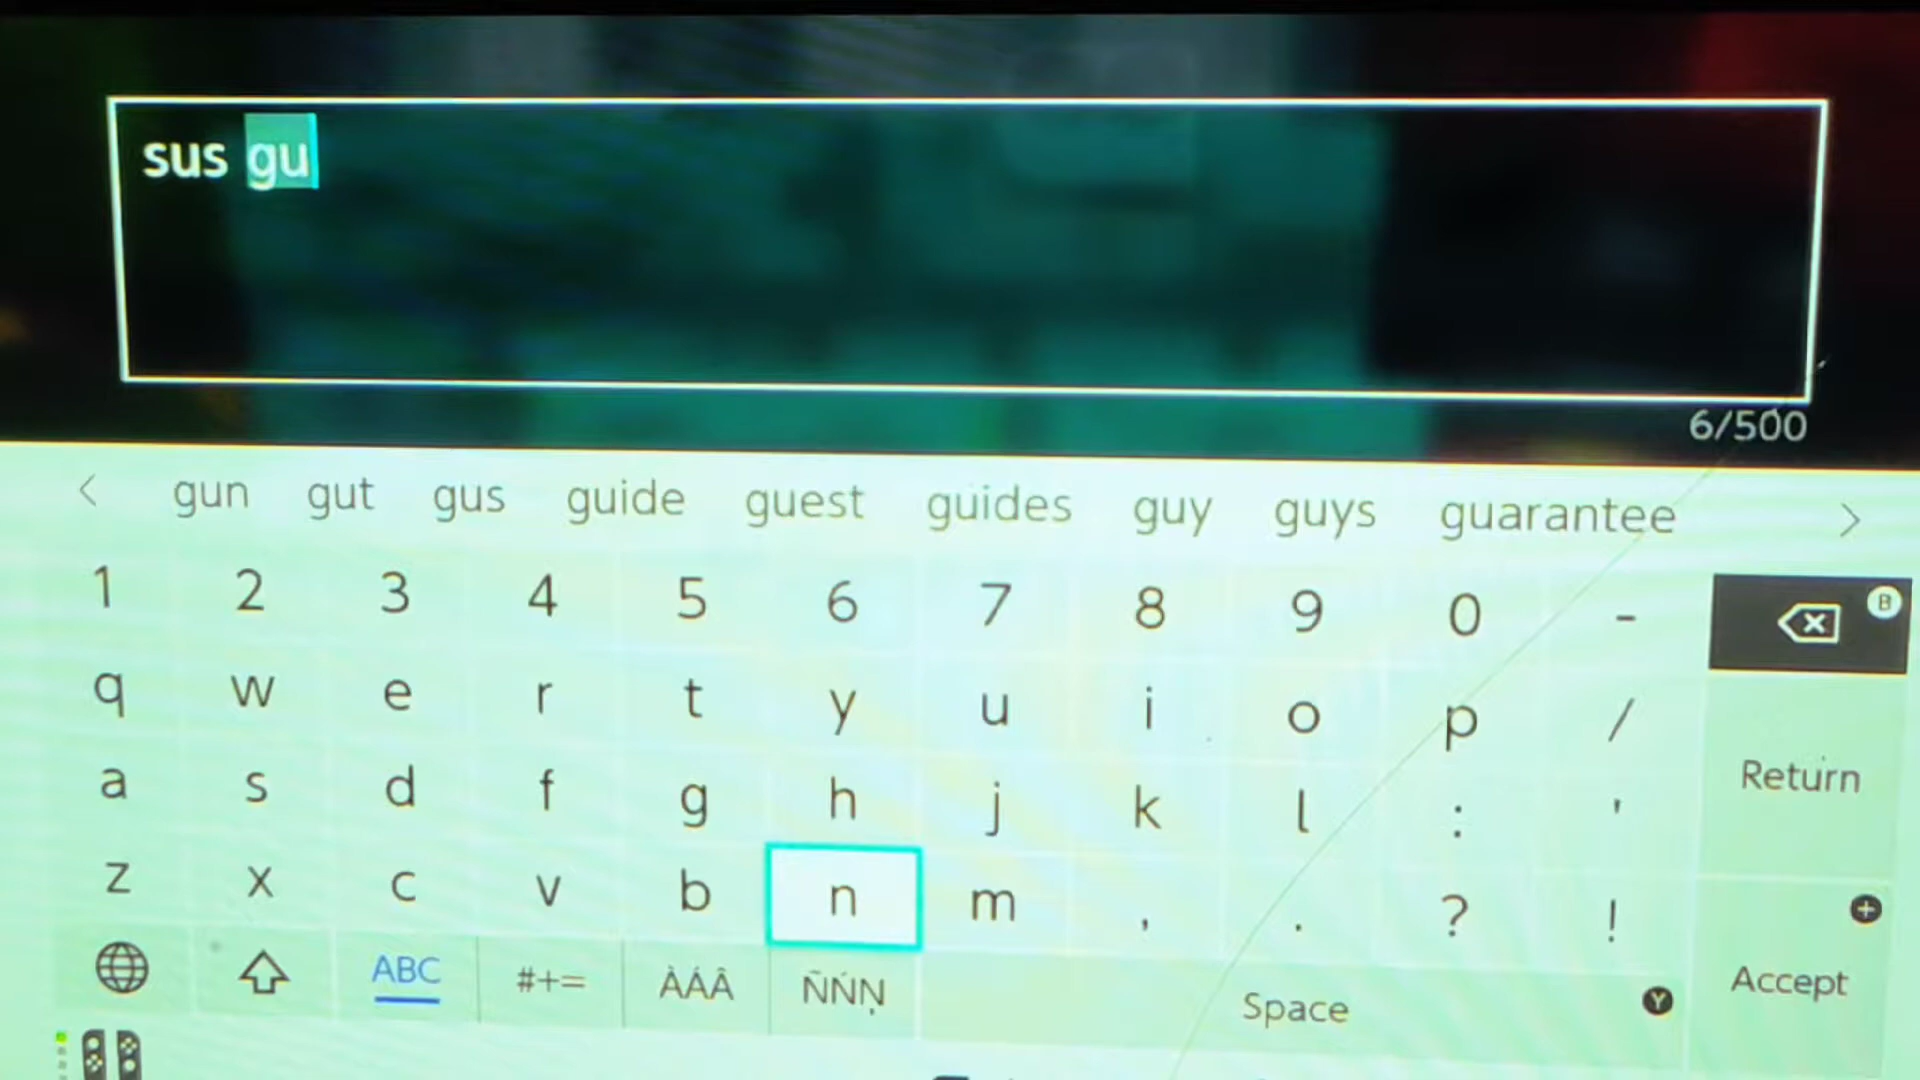 sus gu
6/500
< gun gut gus guide guest guides guy guys guarantee >
1 2 3 4 5 6 7 8 9 0 - B
q w e r t y u i o p /
a s d f g h j k l : ' Return
z x c v b n m , . ? ! +
ABC #+= ÀÁÂ ÑŃṆ Space Y Accept